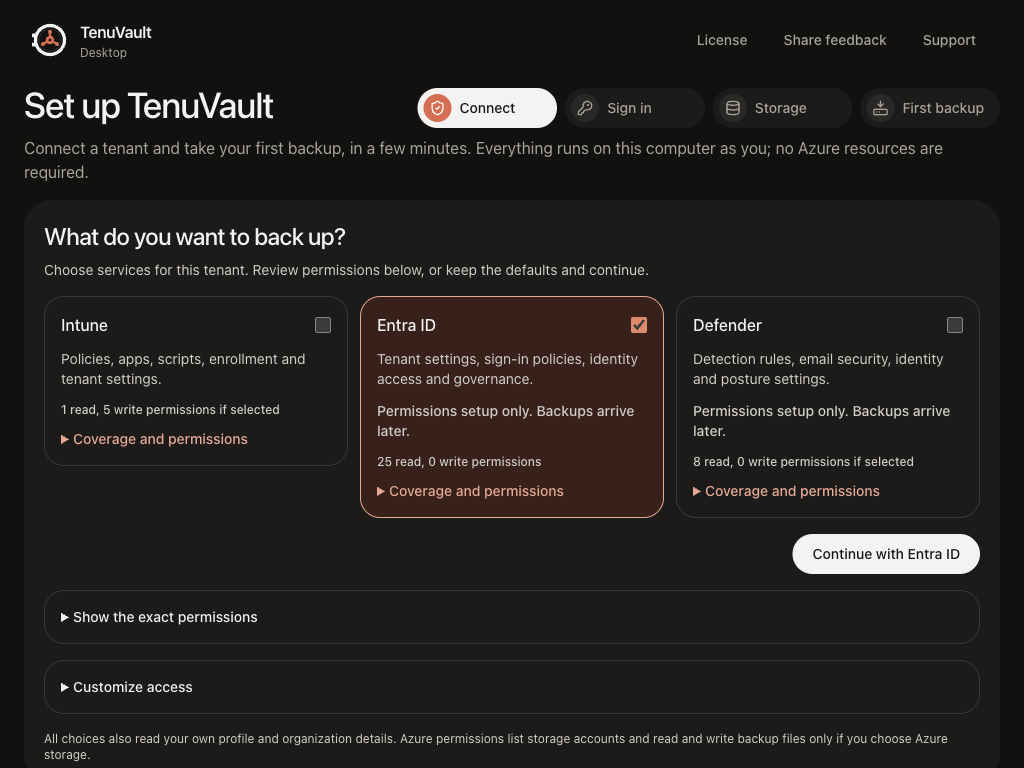 TenuVault
Desktop
License
Share feedback
Support
Set up TenuVault
Connect
Sign in
Storage
First backup
Connect a tenant and take your first backup, in a few minutes. Everything runs on this computer as you; no Azure resources are
required.
What do you want to back up?
Choose services for this tenant. Review permissions below, or keep the defaults and continue.
Intune
Policies, apps, scripts, enrollment and
tenant settings.
1 read, 5 write permissions if selected
Coverage and permissions
Entra ID
Tenant settings, sign-in policies, identity
access and governance.
Permissions setup only. Backups arrive
later.
25 read, 0 write permissions
Coverage and permissions
Defender
Detection rules, email security, identity
and posture settings.
Permissions setup only. Backups arrive
later.
8 read, 0 write permissions if selected
Coverage and permissions
Continue with Entra ID
Show the exact permissions
Customize access
All choices also read your own profile and organization details. Azure permissions list storage accounts and read and write backup files only if you choose Azure
storage.